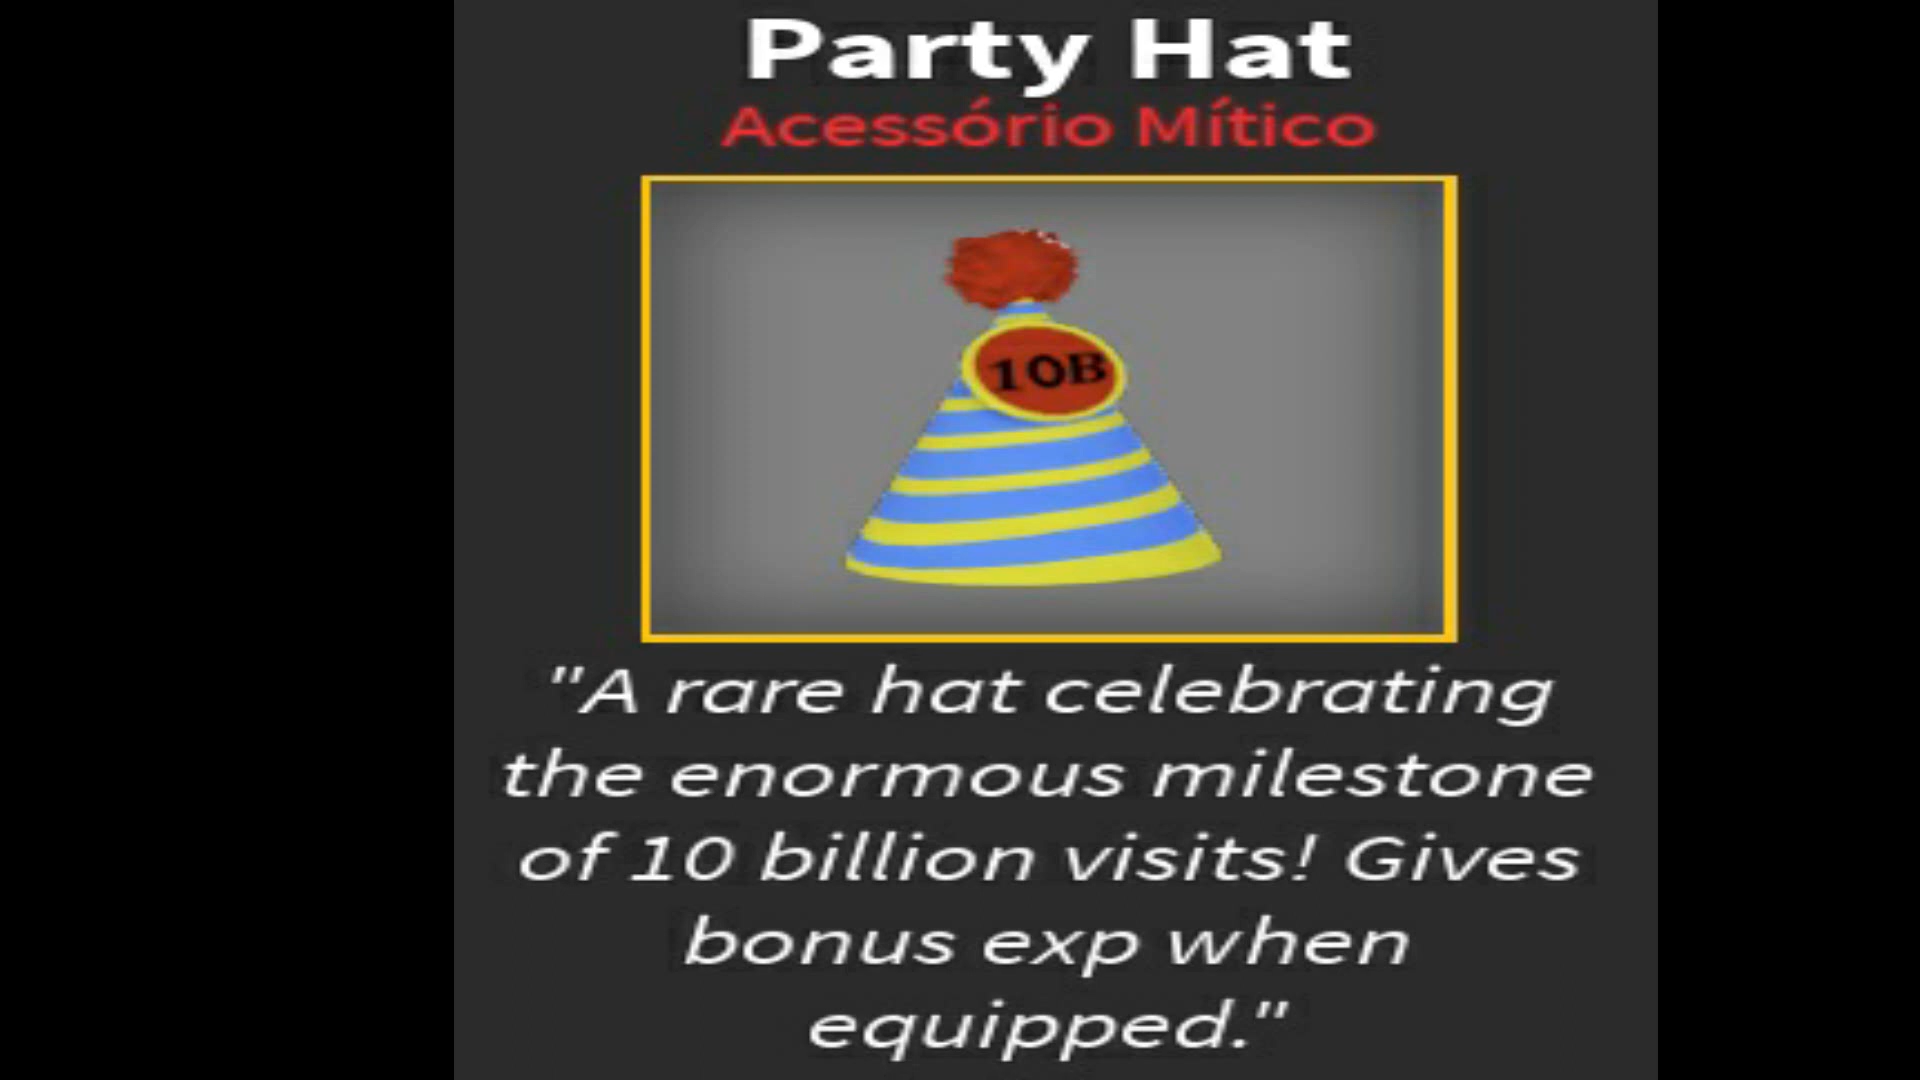 Party Hat
Acessório Mítico
10B
"A rare hat celebrating
the enormous milestone
of 10 billion visits! Gives
bonus exp when
equipped."